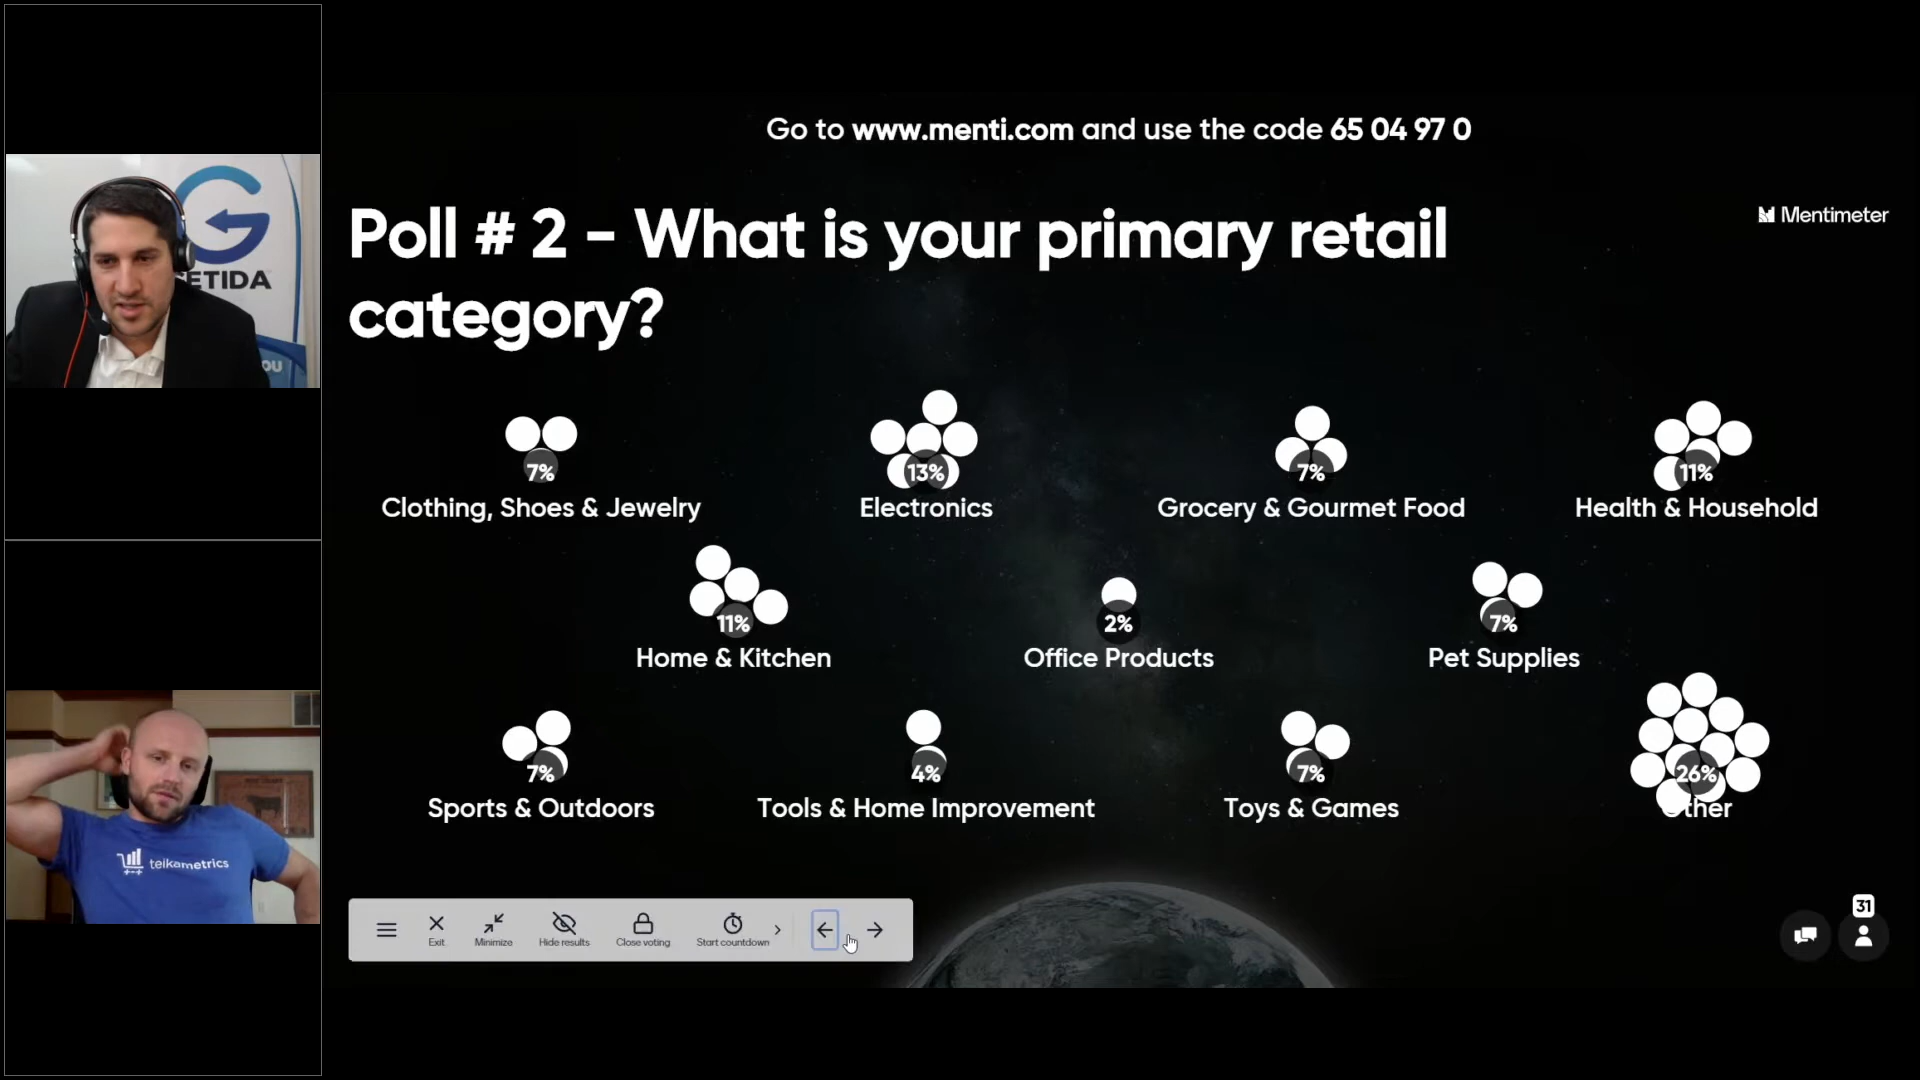 Go to www.menti.com and use the code 65 04 97 0
Poll # 2 - What is your primary retail
category?
Mentimeter
ETIDA
OU
7%
Clothing, Shoes & Jewelry
13%
Electronics
7%
Grocery & Gourmet Food
11%
Health & Household
11%
Home & Kitchen
2%
Office Products
7%
Pet Supplies
7%
Sports & Outdoors
4%
Tools & Home Improvement
7%
Toys & Games
26%
Other
teikametrics
Exit
Minimize
Hide results
Close voting
Start countdown
31